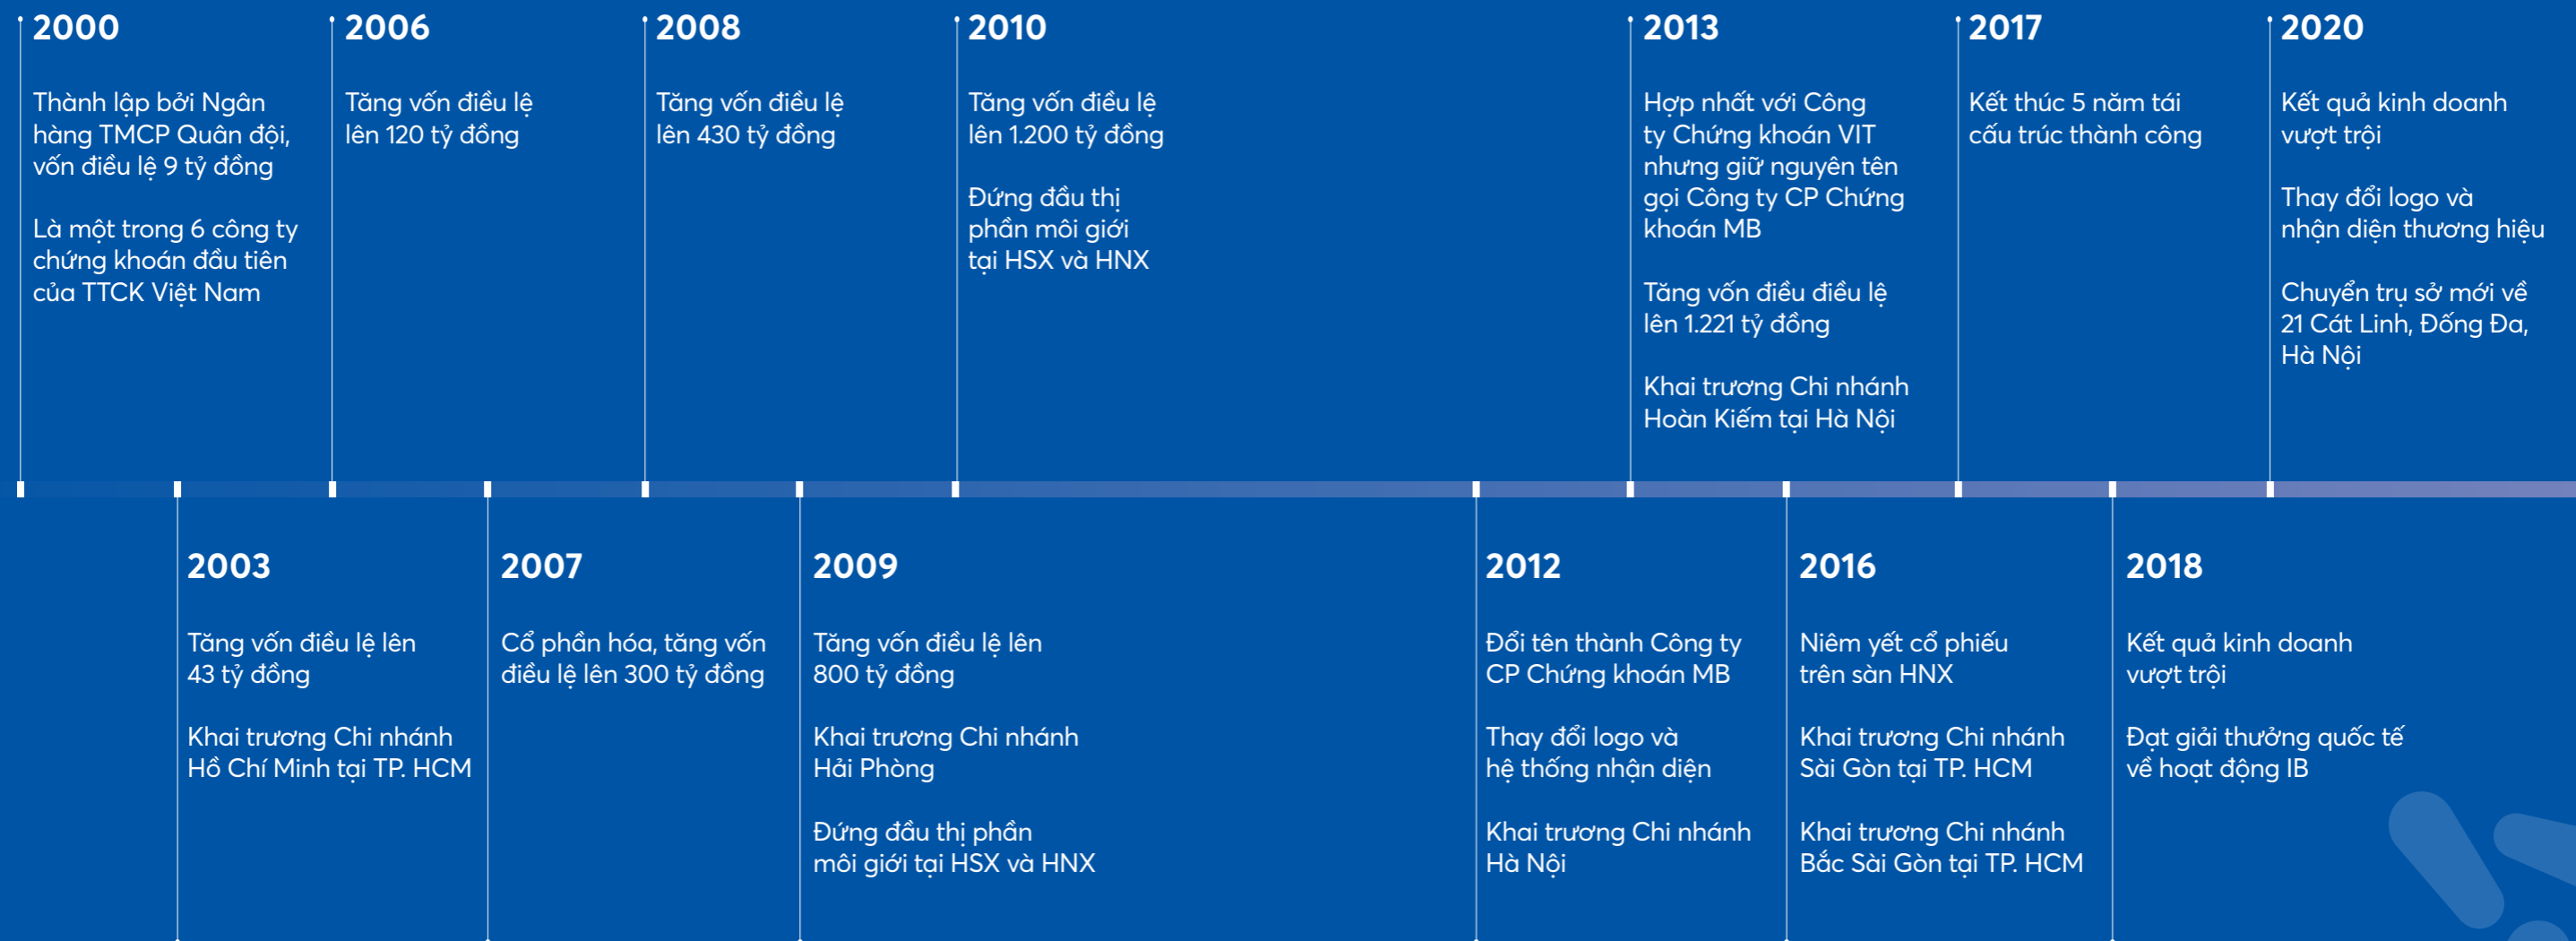 2000
Thành lập bởi Ngân
hàng TMCP Quân đội,
vốn điều lệ 9 tỷ đồng
Là một trong 6 công ty
chứng khoán đầu tiên
của TTCK Việt Nam
2006
Tăng vốn điều lệ
lên 120 tỷ đồng
2008
Tăng vốn điều lệ
lên 430 tỷ đồng
2010
Tăng vốn điều lệ
lên 1.200 tỷ đồng
Đứng đầu thị
phần môi giới
tại HSX và HNX
2013
Hợp nhất với Công
ty Chứng khoán VIT
nhưng giữ nguyên tên
gọi Công ty CP Chứng
khoán MB
Tăng vốn điều điều lệ
lên 1.221 tỷ đồng
Khai trương Chi nhánh
Hoàn Kiếm tại Hà Nội
2017
Kết thúc 5 năm tái
cấu trúc thành công
2020
Kết quả kinh doanh
vượt trội
Thay đổi logo và
nhận diện thương hiệu
Chuyển trụ sở mới về
21 Cát Linh, Đống Đa,
Hà Nội
2003
Tăng vốn điều lệ lên
43 tỷ đồng
Khai trương Chi nhánh
Hồ Chí Minh tại TP. HCM
2007
Cổ phần hóa, tăng vốn
điều lệ lên 300 tỷ đồng
2009
Tăng vốn điều lệ lên
800 tỷ đồng
Khai trương Chi nhánh
Hải Phòng
Đứng đầu thị phần
môi giới tại HSX và HNX
2012
Đổi tên thành Công ty
CP Chứng khoán MB
Thay đổi logo và
hệ thống nhận diện
Khai trương Chi nhánh
Hà Nội
2016
Niêm yết cổ phiếu
trên sàn HNX
Khai trương Chi nhánh
Sài Gòn tại TP. HCM
Khai trương Chi nhánh
Bắc Sài Gòn tại TP. HCM
2018
Kết quả kinh doanh
vượt trội
Đạt giải thưởng quốc tế
về hoạt động IB